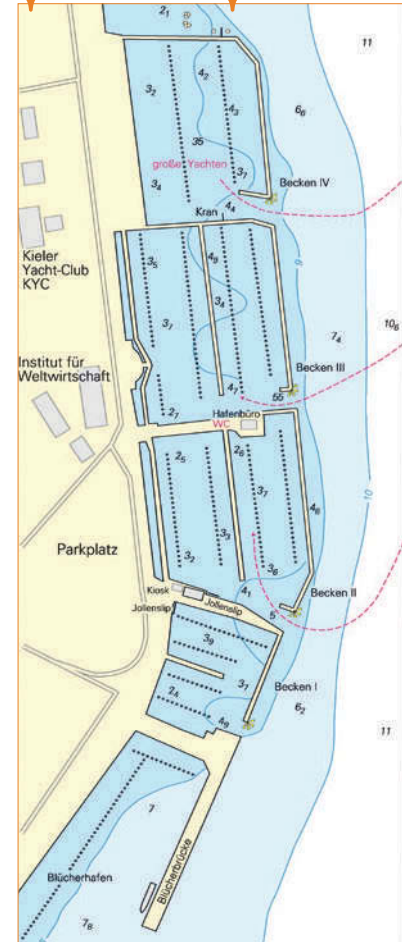 2₁
11
3₂
4₂
4₃
6₆
35
große Yachten
3₇
3₄
Becken IV
4₄
Kran
Kieler
Yacht-Club
KYC
3₅
4₉
9
3₇
3₄
7₄
10₆
Institut für
Weltwirtschaft
Becken III
4₇
55
2₇
Hafenbüro
WC
2₅
2₆
3₇
4₆
10
Parkplatz
3₃
3₂
3₆
Kiosk
4₁
Becken II
Jollenslip
Jollenslip
5
3₉
3₁
Becken I
2₄
6₂
4₉
11
7
Blücherhafen
Blücherbrücke
7₈